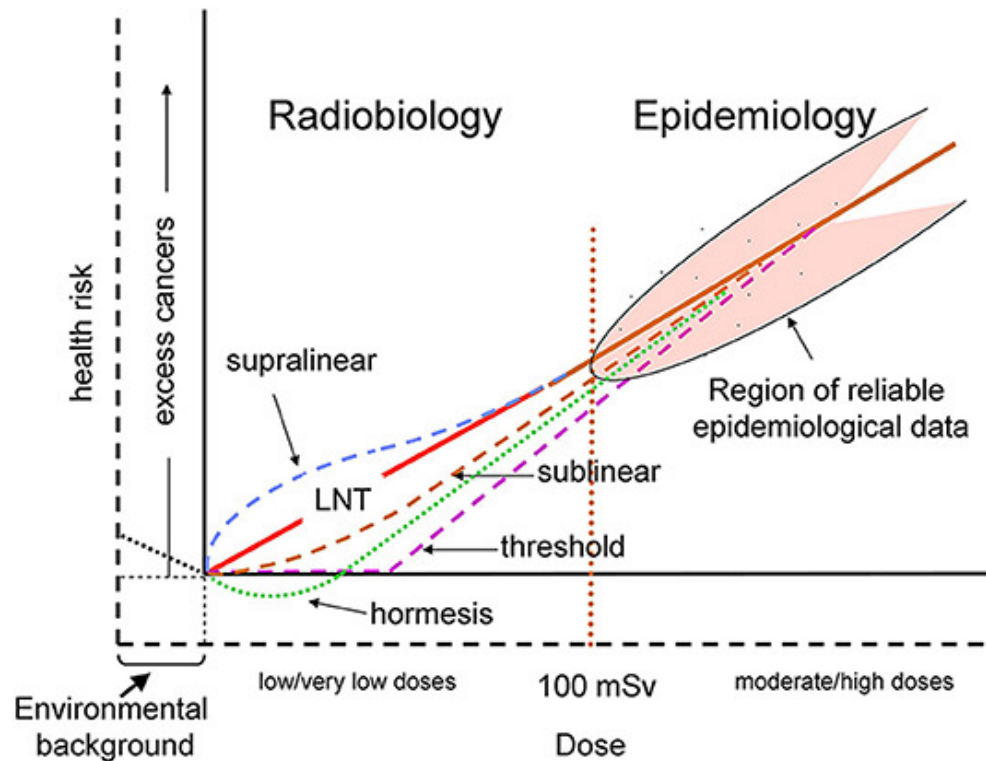 Radiobiology
Epidemiology
health risk
excess cancers
supralinear
LNT
sublinear
threshold
hormesis
Region of reliable
epidemiological data
low/very low doses
100 mSv
moderate/high doses
Environmental
background
Dose